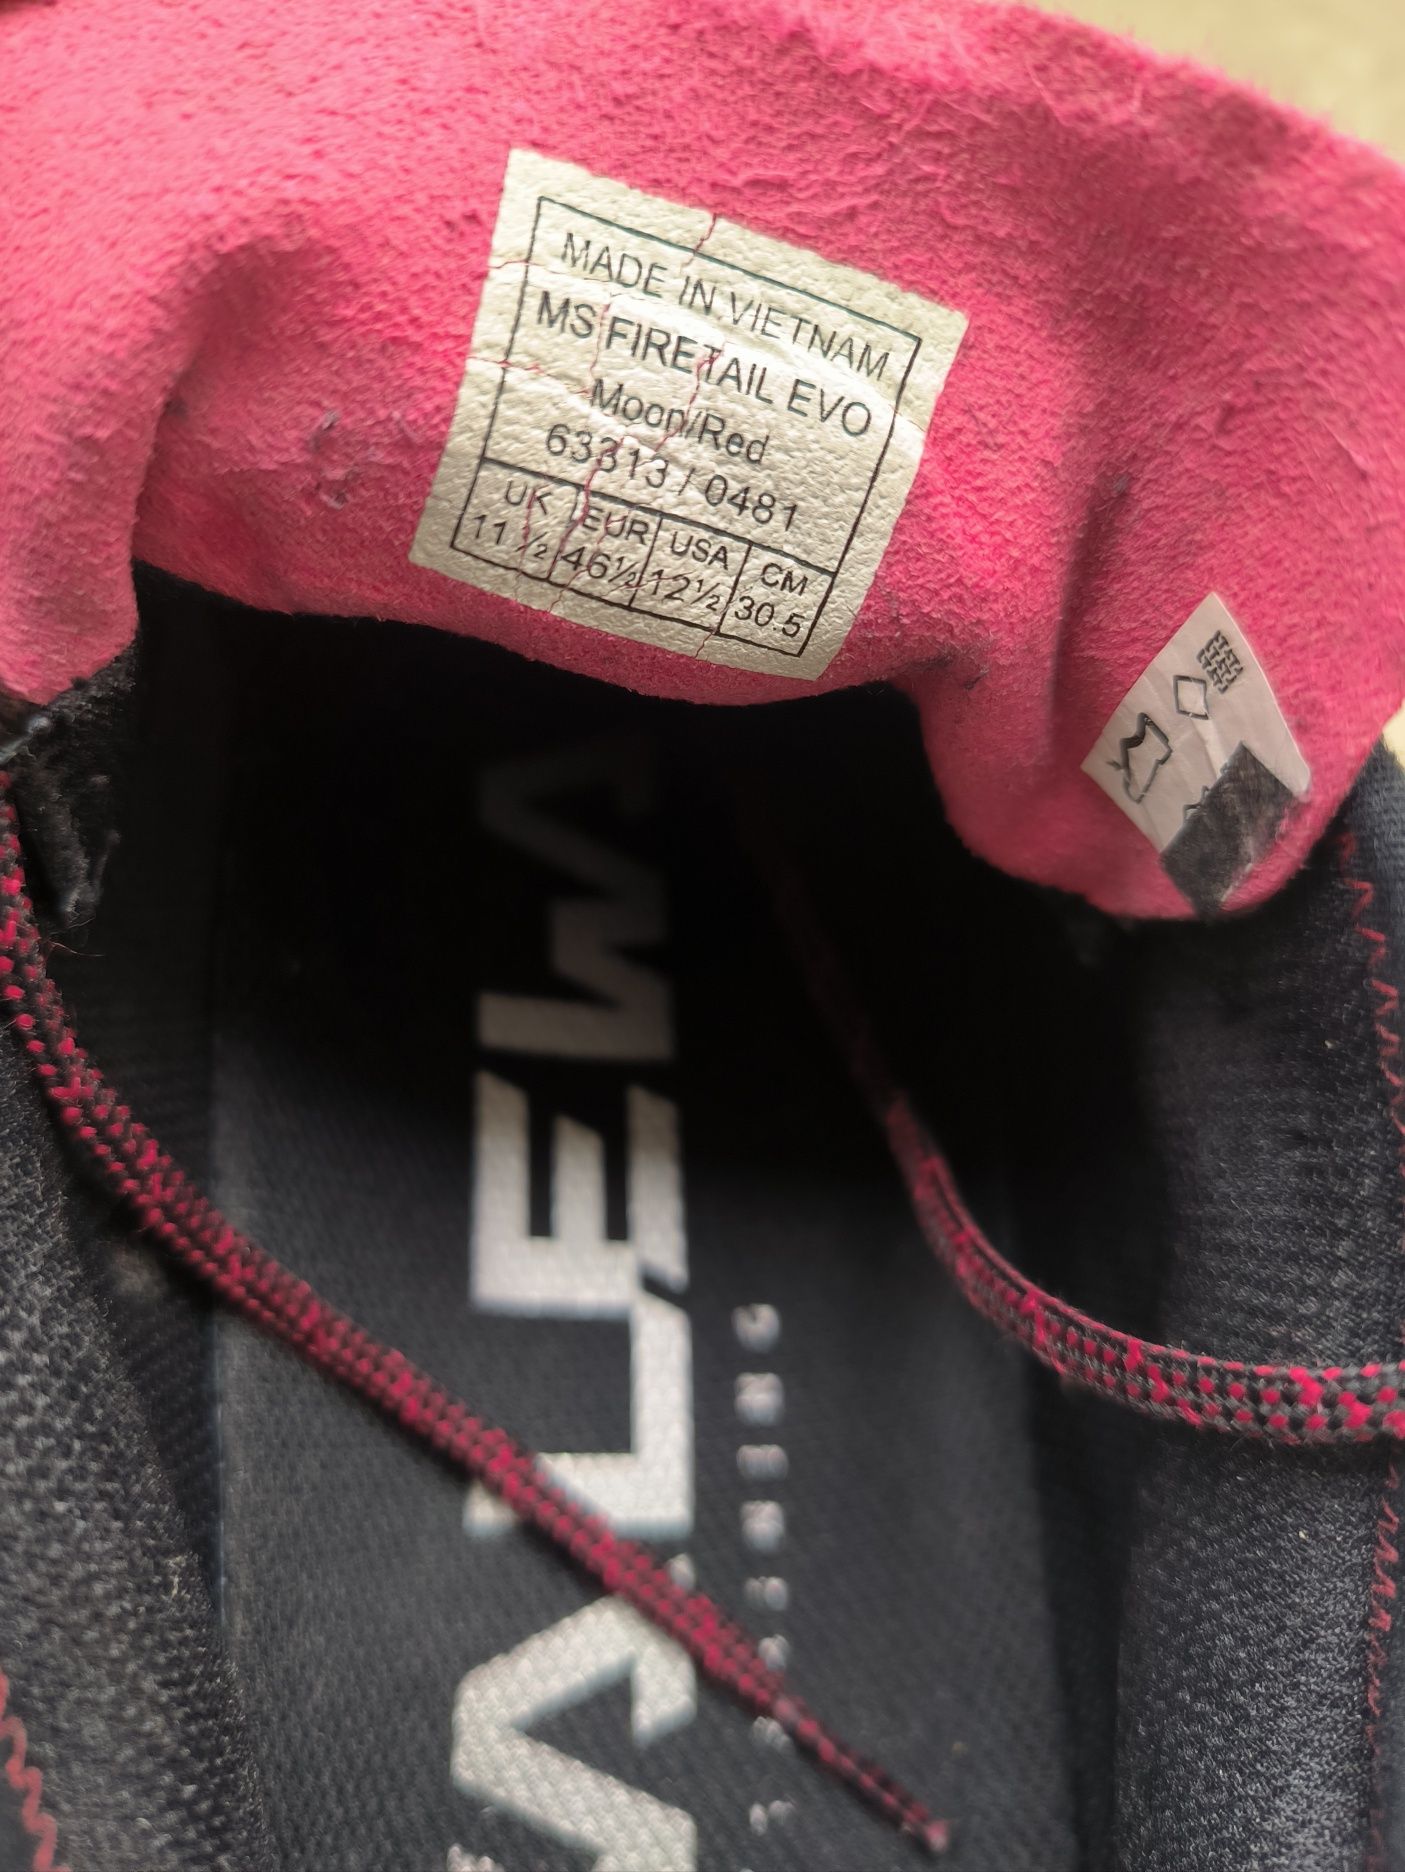 MADE IN VIETNAM
MS FIRETAIL EVO
Moon/Red
63313 / 0481
UK EUR USA CM
11 ½ 46½ 12½ 30.5
SALEWA